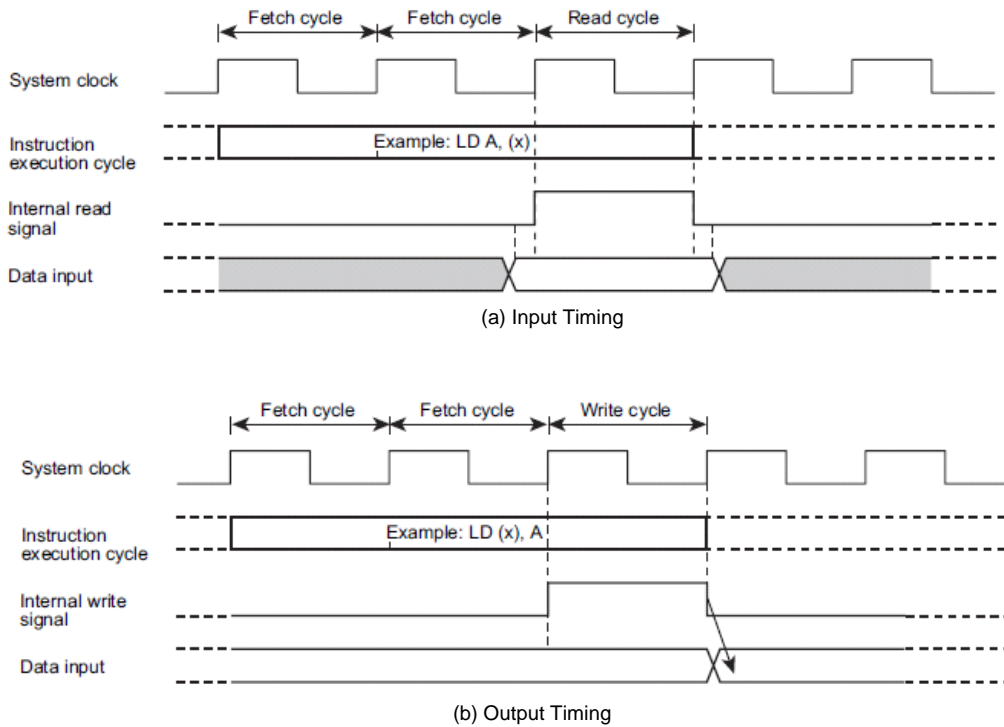 Fetch cycle Fetch cycle Read cycle
System clock
Instruction
execution cycle
Example: LD A, (x)
Internal read
signal
Data input
(a) Input Timing
Fetch cycle Fetch cycle Write cycle
System clock
Instruction
execution cycle
Example: LD (x), A
Internal write
signal
Data input
(b) Output Timing